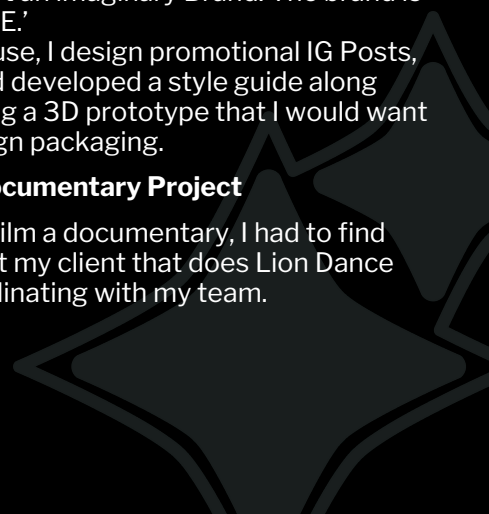 an Imaginary Brand. The brand is
E.’
use, I design promotional IG Posts,
d developed a style guide along
g a 3D prototype that I would want
gn packaging.
ocumentary Project
ilm a documentary, I had to find
t my client that does Lion Dance
dinating with my team.